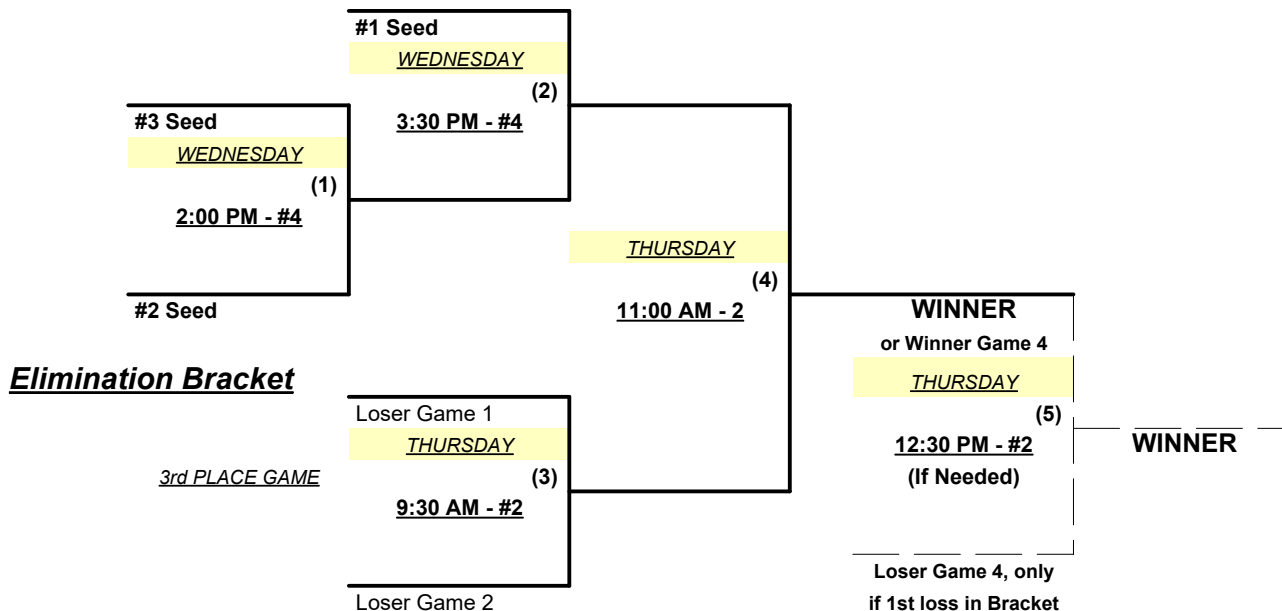 #1 Seed
WEDNESDAY
(2)
3:30 PM - #4
#3 Seed
WEDNESDAY
(1)
2:00 PM - #4
#2 Seed
THURSDAY
(4)
11:00 AM - 2
WINNER
or Winner Game 4
THURSDAY
(5)
12:30 PM - #2
(If Needed)
WINNER
Loser Game 4, only
if 1st loss in Bracket
Elimination Bracket
Loser Game 1
THURSDAY
3rd PLACE GAME
(3)
9:30 AM - #2
Loser Game 2